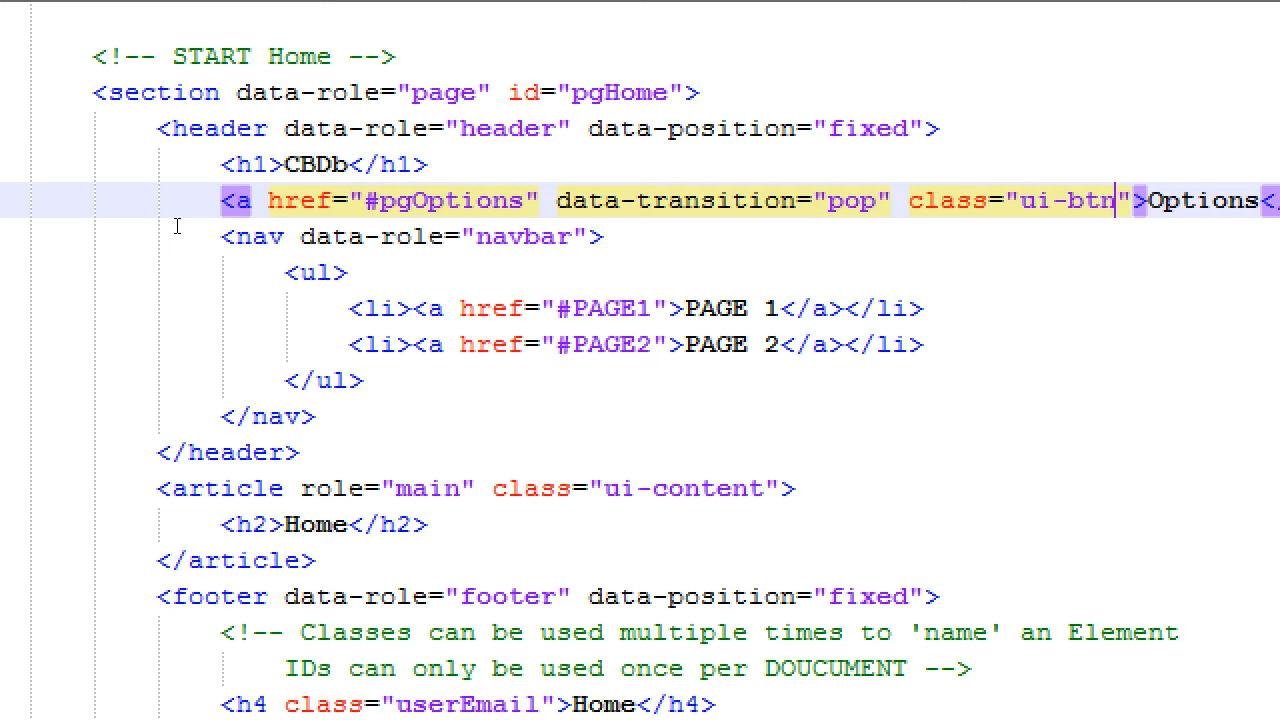 <!-- START Home -->
<section data-role="page" id="pgHome">
<header data-role="header" data-position="fixed">
<h1>CBDb</h1>
<a href="#pgOptions" data-transition="pop" class="ui-btn">Options</
<nav data-role="navbar">
<ul>
<li><a href="#PAGE1">PAGE 1</a></li>
<li><a href="#PAGE2">PAGE 2</a></li>
</ul>
</nav>
</header>
<article role="main" class="ui-content">
<h2>Home</h2>
</article>
<footer data-role="footer" data-position="fixed">
<!-- Classes can be used multiple times to 'name' an Element
IDs can only be used once per DOUCUMENT -->
<h4 class="userEmail">Home</h4>